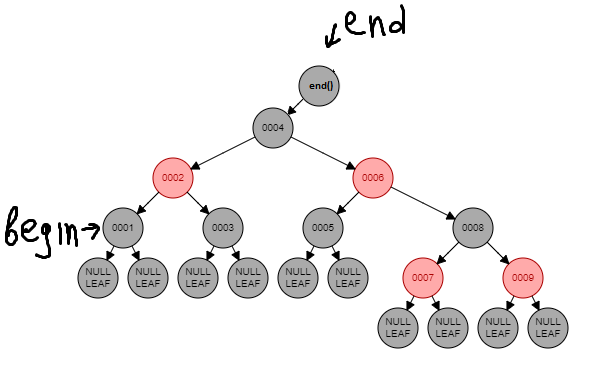 end
end()
0004
0002 0006
begin 0001 0003 0005 0008
NULL LEAF NULL LEAF NULL LEAF NULL LEAF NULL LEAF NULL LEAF 0007 0009
NULL LEAF NULL LEAF NULL LEAF NULL LEAF